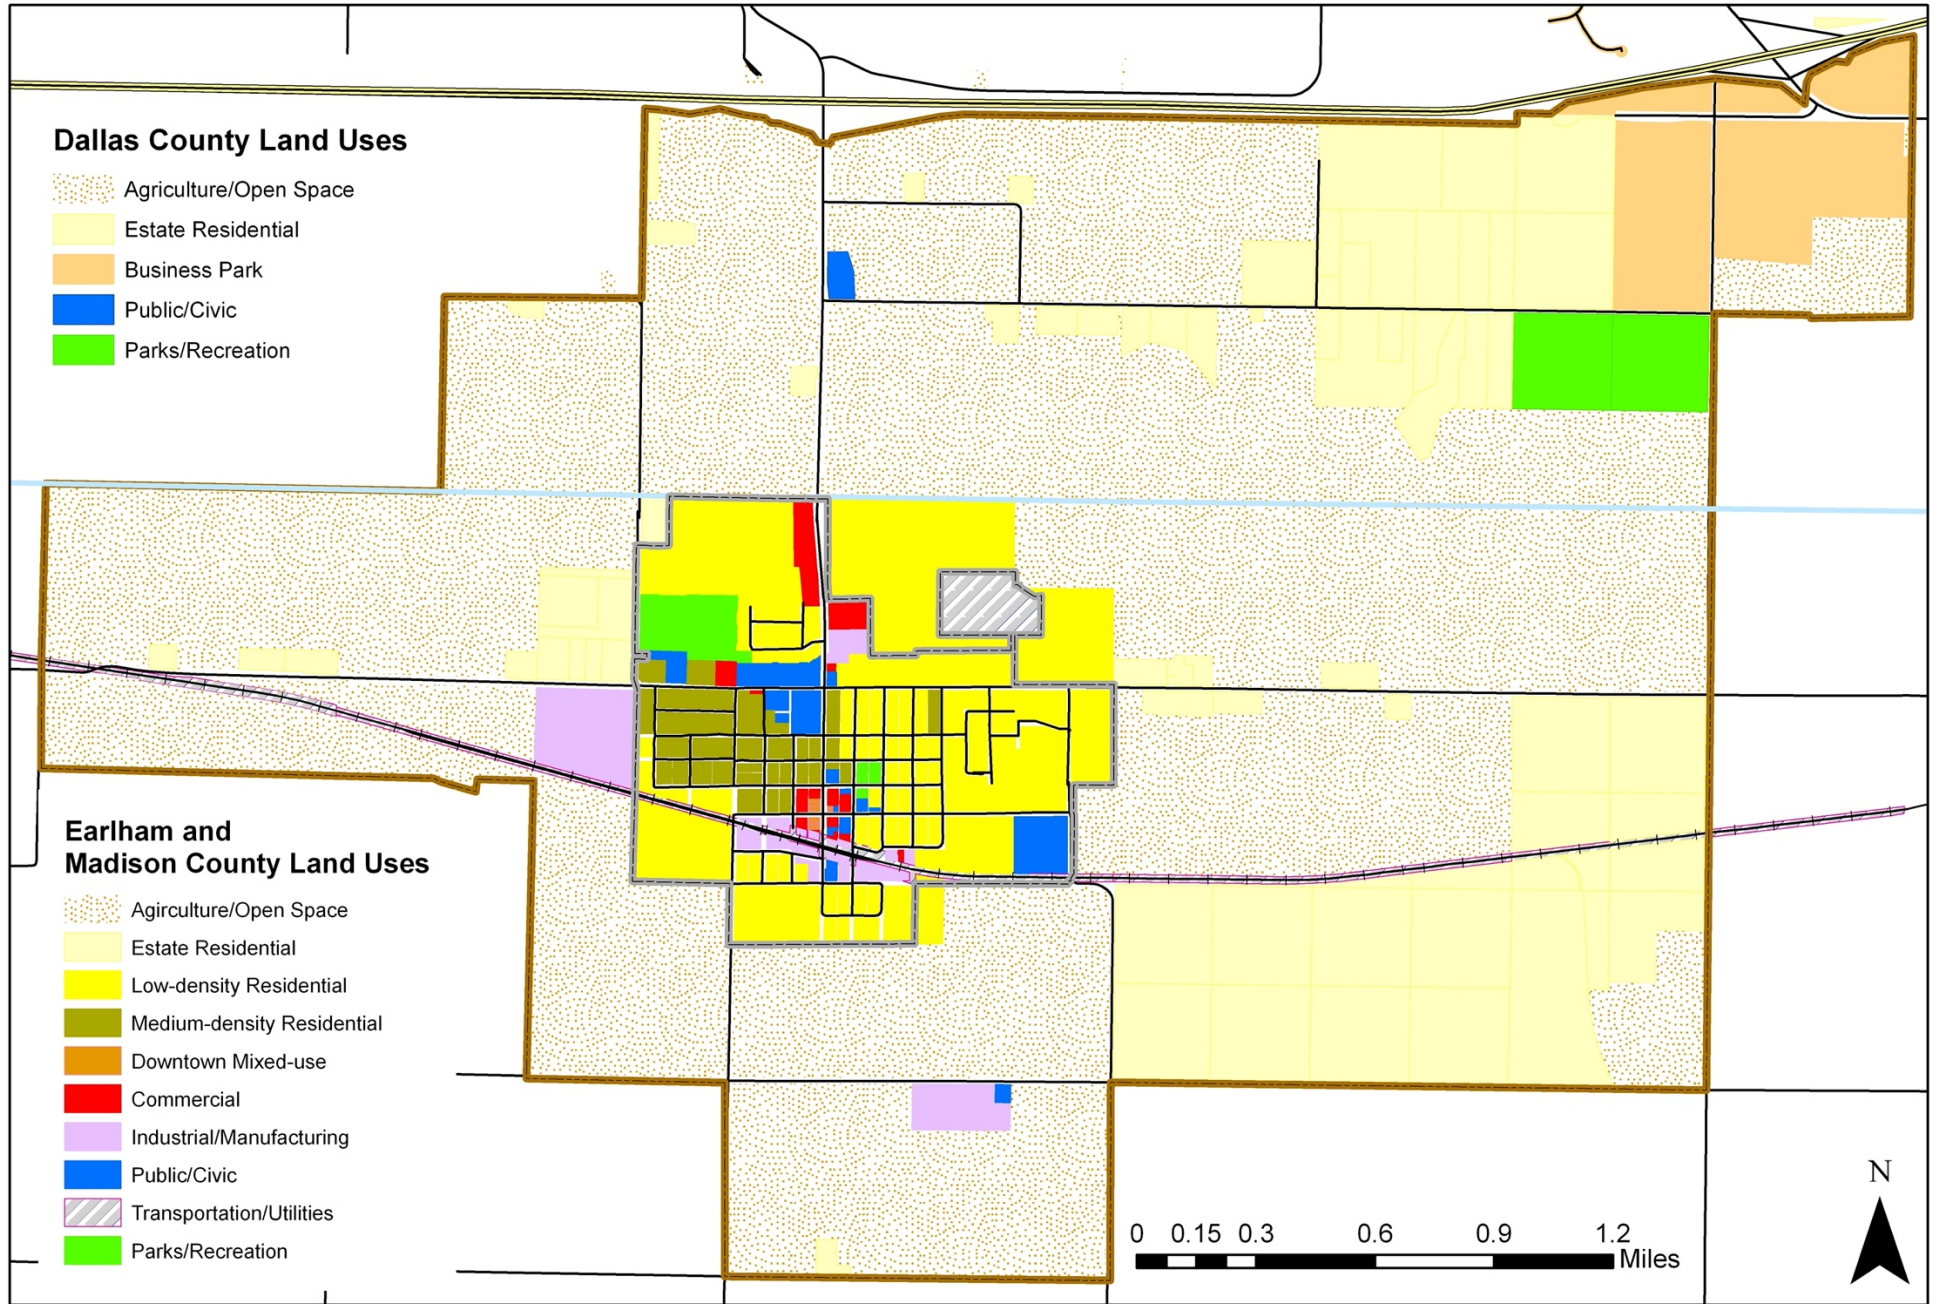 Dallas County Land Uses
Agriculture/Open Space
Estate Residential
Business Park
Public/Civic
Parks/Recreation
Earlham and
Madison County Land Uses
Agirculture/Open Space
Estate Residential
Low-density Residential
Medium-density Residential
Downtown Mixed-use
Commercial
Industrial/Manufacturing
Public/Civic
Transportation/Utilities
Parks/Recreation
0 0.15 0.3 0.6 0.9 1.2
Miles
N